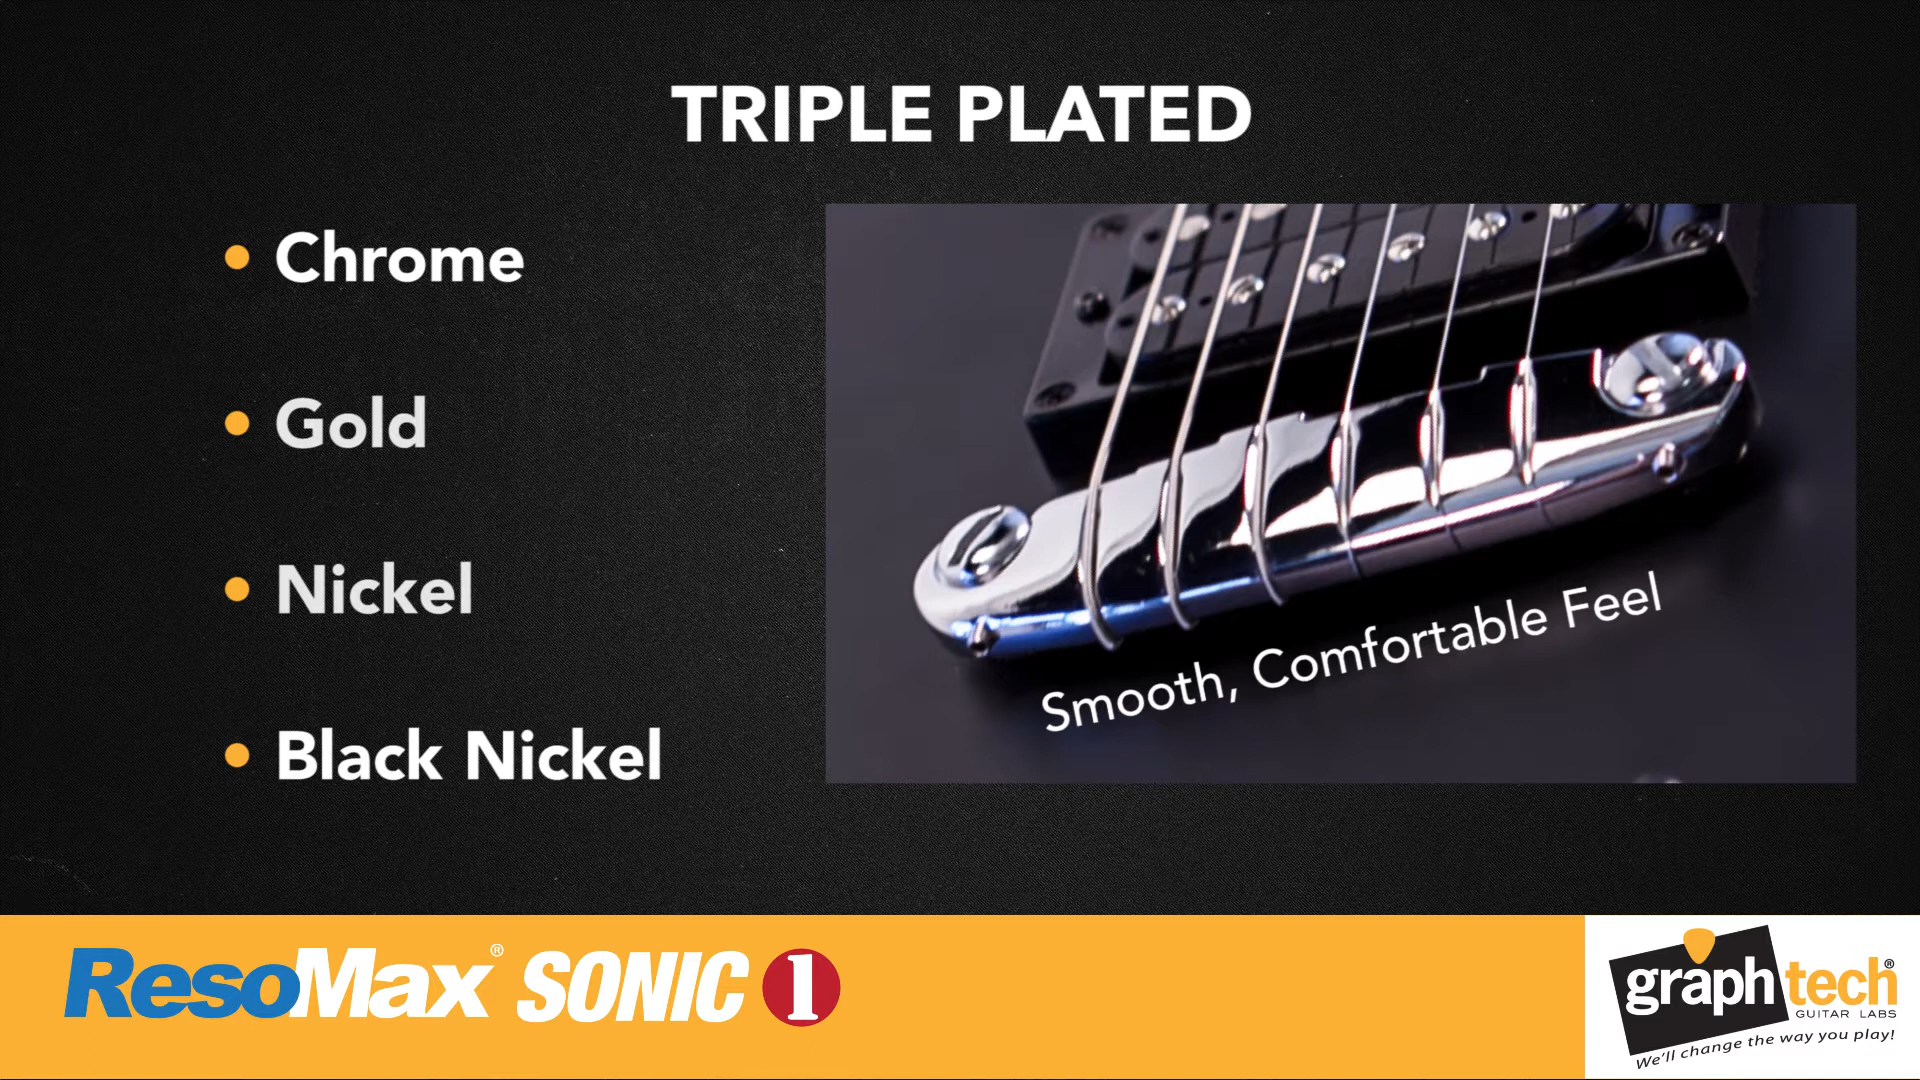 TRIPLE PLATED
• Chrome
• Gold
• Nickel
• Black Nickel
Smooth, Comfortable Feel
ResoMax® SONIC 1
graphtech®
GUITAR LABS
We'll change the way you play!